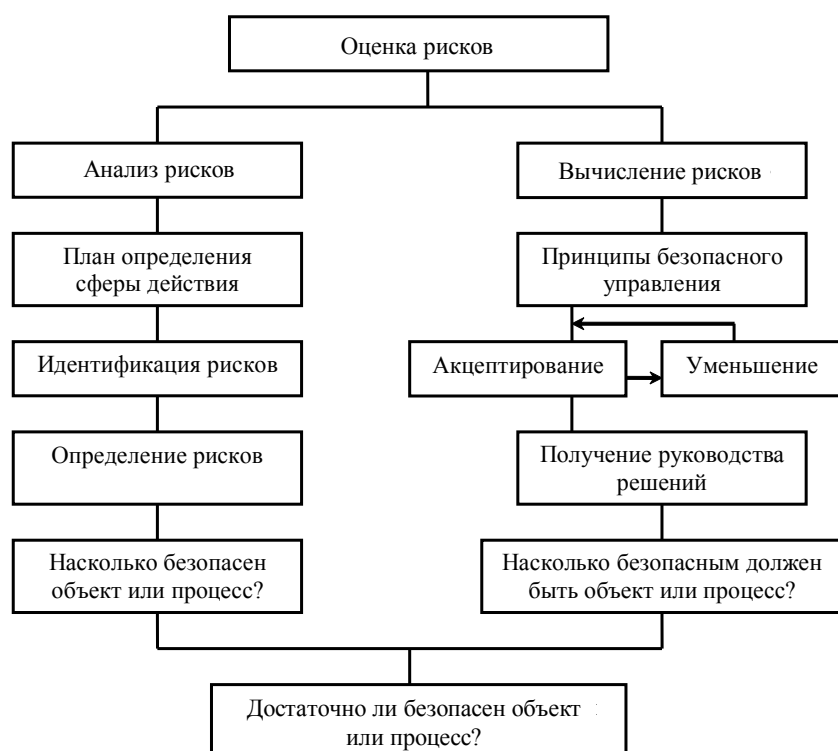 Оценка рисков
Анализ рисков
Вычисление рисков
План определения
сферы действия
Принципы безопасного
управления
Идентификация рисков
Акцептирование
Уменьшение
Определение рисков
Получение руководства
решений
Насколько безопасен
объект или процесс?
Насколько безопасным должен
быть объект или процесс?
Достаточно ли безопасен объект
или процесс?